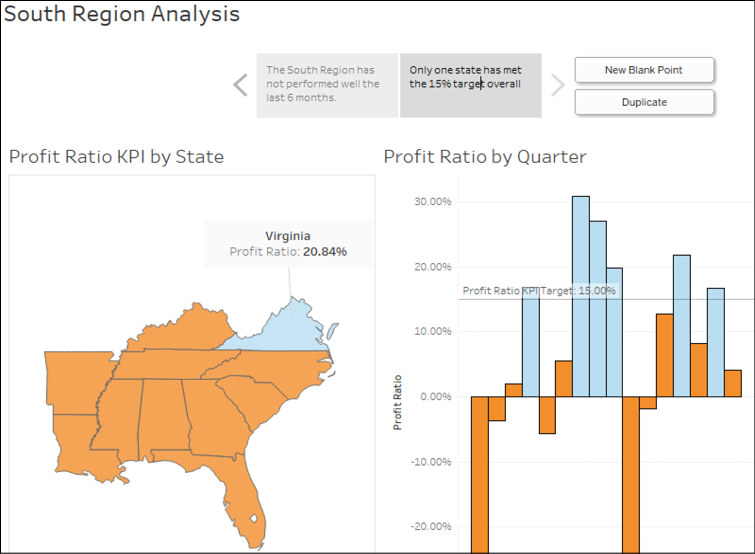 South Region Analysis
The South Region has
not performed well the
last 6 months.
Only one state has met
the 15% target overall
New Blank Point
Duplicate
Profit Ratio KPI by State
Virginia
Profit Ratio: 20.84%
Profit Ratio by Quarter
30.00%
20.00%
Profit Ratio KPI Target: 15.00%
10.00%
0.00%
-10.00%
-20.00%
Profit Ratio